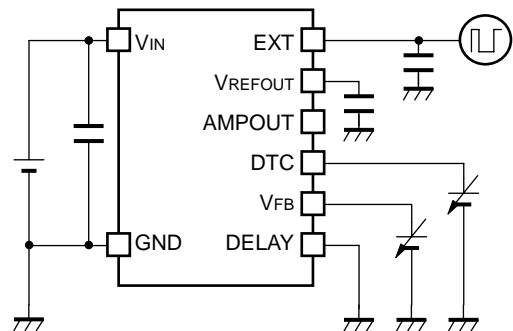 VIN
EXT
VREFOUT
AMPOUT
DTC
VFB
GND
DELAY